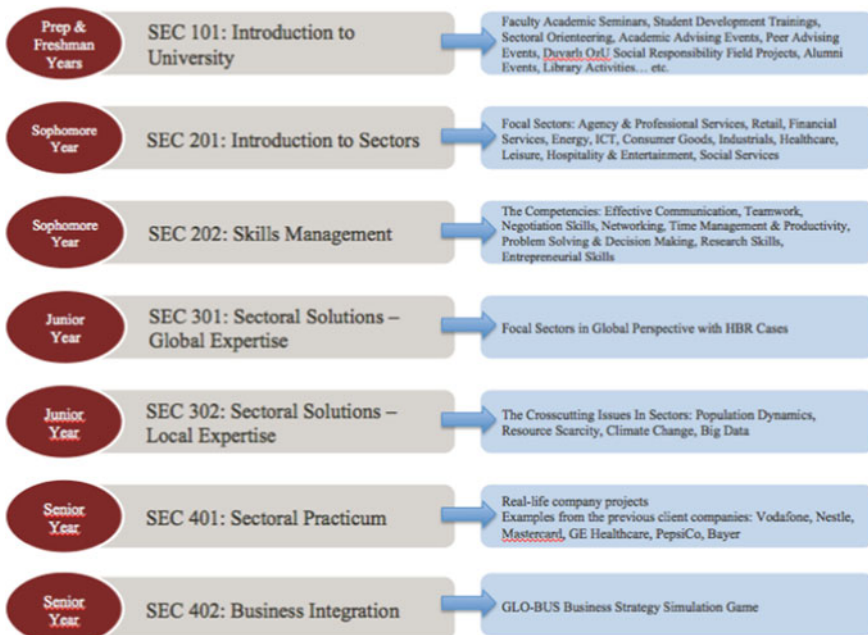 Prep &
Freshman
Years
SEC 101: Introduction to
University
Faculty Academic Seminars, Student Development Trainings,
Sectoral Orienteering, Academic Advising Events, Peer Advising
Events, Duvarlı OzU Social Responsibility Field Projects, Alumni
Events, Library Activities… etc.
Sophomore
Year
SEC 201: Introduction to Sectors
Focal Sectors: Agency & Professional Services, Retail, Financial
Services, Energy, ICT, Consumer Goods, Industrials, Healthcare,
Leisure, Hospitality & Entertainment, Social Services
Sophomore
Year
SEC 202: Skills Management
The Competencies: Effective Communication, Teamwork,
Negotiation Skills, Networking, Time Management & Productivity,
Problem Solving & Decision Making, Research Skills,
Entrepreneurial Skills
Junior
Year
SEC 301: Sectoral Solutions –
Global Expertise
Focal Sectors in Global Perspective with HBR Cases
Junior
Year
SEC 302: Sectoral Solutions –
Local Expertise
The Crosscutting Issues In Sectors: Population Dynamics,
Resource Scarcity, Climate Change, Big Data
Senior
Year
SEC 401: Sectoral Practicum
Real-life company projects
Examples from the previous client companies: Vodafone, Nestle,
Mastercard, GE Healthcare, PepsiCo, Bayer
Senior
Year
SEC 402: Business Integration
GLO-BUS Business Strategy Simulation Game